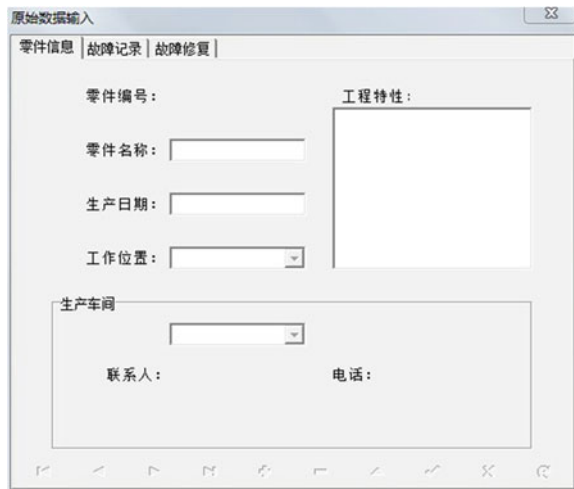 原始数据输入
零件信息 故障记录 故障修复
零件编号:
工程特性:
零件名称:
生产日期:
工作位置:
生产车间
联系人:
电话: